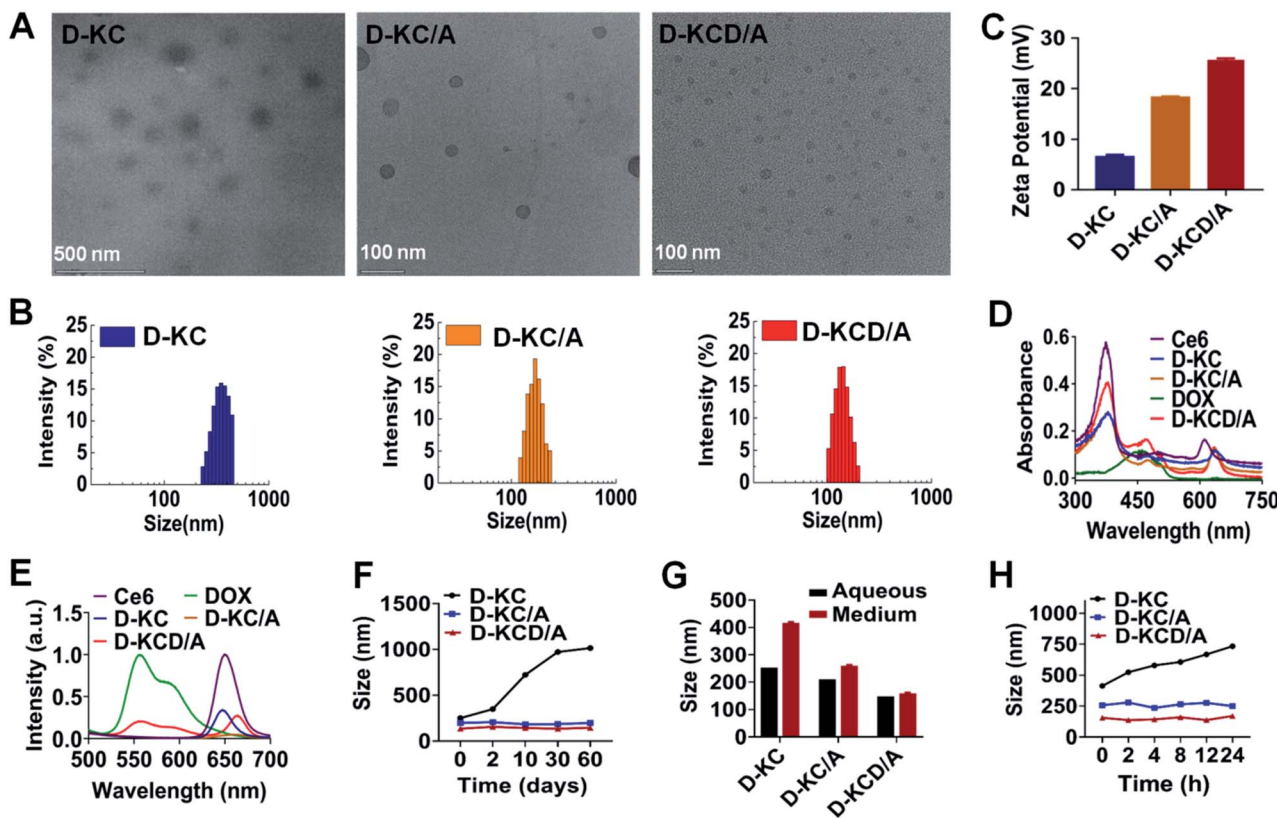 A
D-KC
500 nm
D-KC/A
100 nm
D-KCD/A
100 nm
C
Zeta Potential (mV)
30
20
10
0
D-KC
D-KC/A
D-KCD/A
B
Intensity (%)
25
20
15
10
5
0
D-KC
100
1000
Size(nm)
Intensity (%)
25
20
15
10
5
0
D-KC/A
100
1000
Size(nm)
Intensity (%)
25
20
15
10
5
0
D-KCD/A
100
1000
Size(nm)
D
Absorbance
0.6
0.4
0.2
0.0
Ce6
D-KC
D-KC/A
DOX
D-KCD/A
300
450
600
750
Wavelength (nm)
E
Ce6
DOX
D-KC
D-KC/A
D-KCD/A
Intensity (a.u.)
1.5
1.0
0.5
0.0
500
550
600
650
700
Wavelength (nm)
F
Size (nm)
1500
1000
500
0
D-KC
D-KC/A
D-KCD/A
0
2
10
30
60
Time (days)
G
Size (nm)
500
400
300
200
100
0
Aqueous
Medium
D-KC
D-KC/A
D-KCD/A
H
Size (nm)
1000
750
500
250
0
D-KC
D-KC/A
D-KCD/A
0
2
4
8
12
24
Time (h)